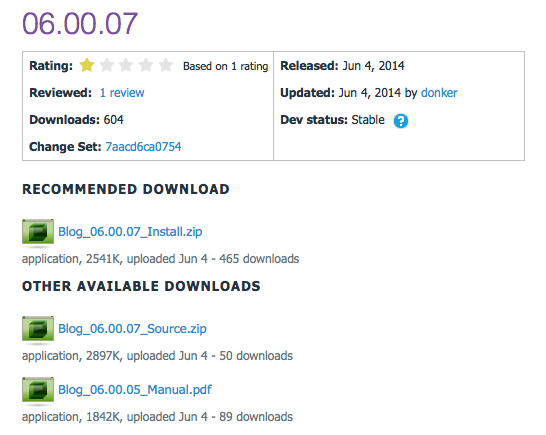 06.00.07
Rating: Based on 1 rating
Released: Jun 4, 2014
Reviewed: 1 review
Updated: Jun 4, 2014 by donker
Downloads: 604
Dev status: Stable ?
Change Set: 7aacd6ca0754
RECOMMENDED DOWNLOAD
Blog_06.00.07_Install.zip
application, 2541K, uploaded Jun 4 - 465 downloads
OTHER AVAILABLE DOWNLOADS
Blog_06.00.07_Source.zip
application, 2897K, uploaded Jun 4 - 50 downloads
Blog_06.00.05_Manual.pdf
application, 1842K, uploaded Jun 4 - 89 downloads